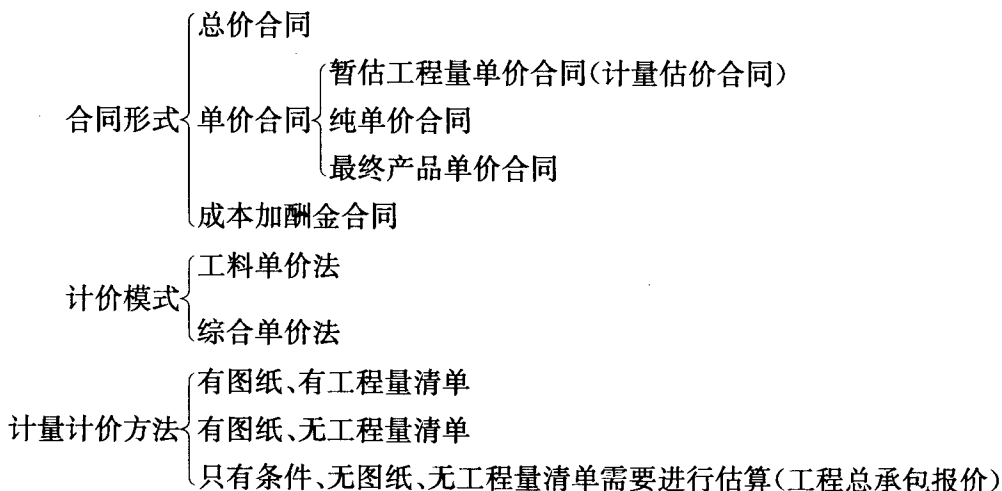 总价合同
暂估工程量单价合同(计量估价合同)
合同形式 单价合同 纯单价合同
最终产品单价合同
成本加酬金合同
工料单价法
计价模式
综合单价法
有图纸、有工程量清单
计量计价方法 有图纸、无工程量清单
只有条件、无图纸、无工程量清单需要进行估算(工程总承包报价)